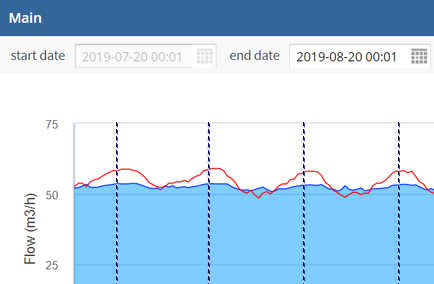 Main
start date 2019-07-20 00:01 end date 2019-08-20 00:01
75
50
25
Flow (m3/h)